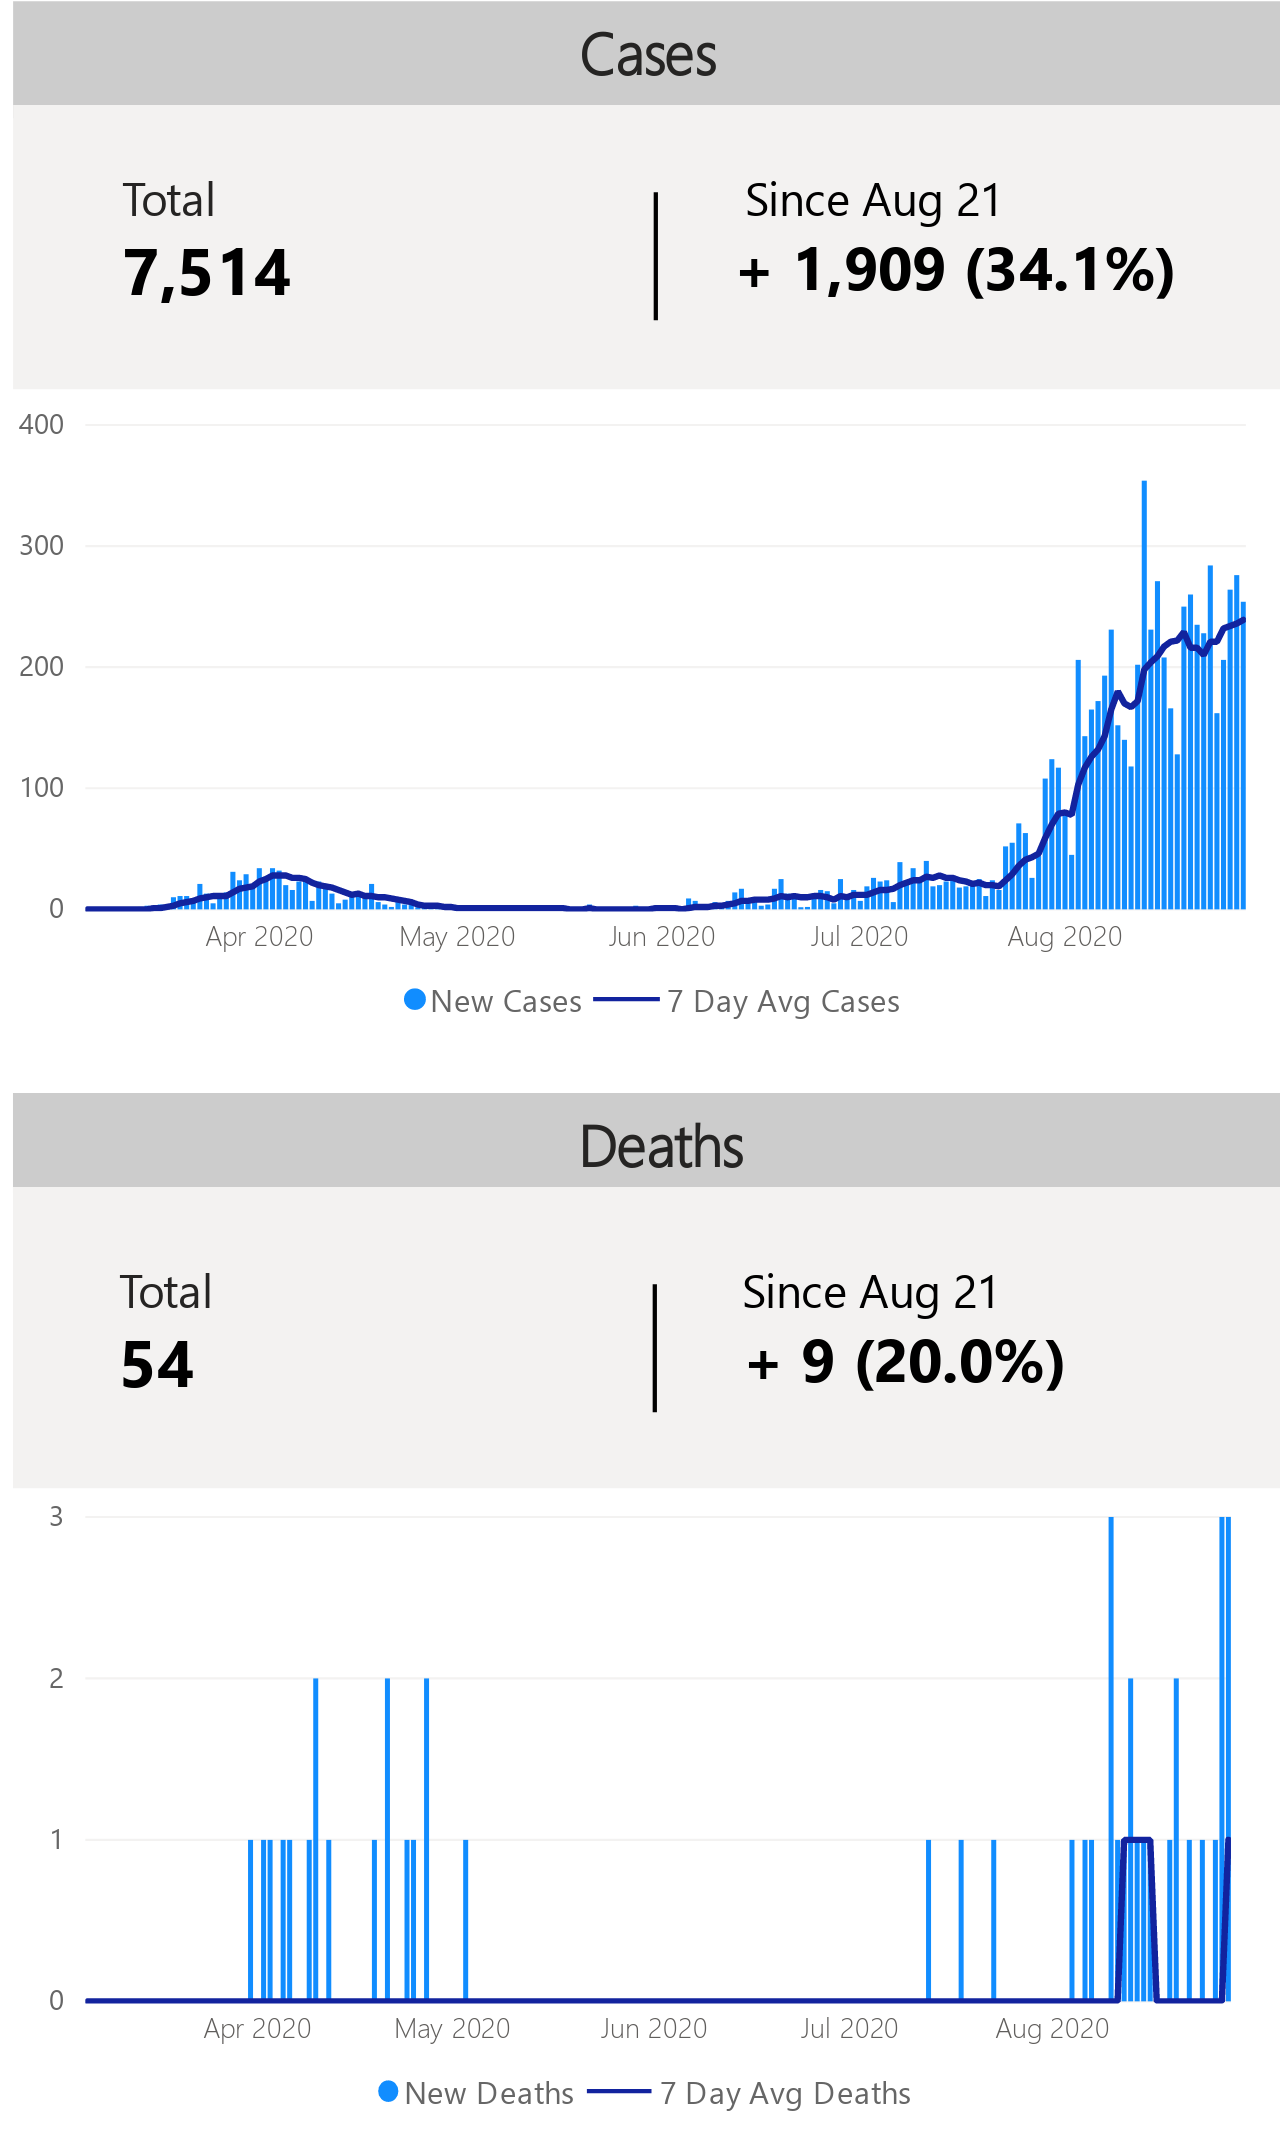 Cases
Total
Since Aug 21
7,514
+ 1,909 (34.1%)
400
300
200
100
0
Apr 2020 May 2020 Jun 2020 Jul 2020 Aug 2020
New Cases 7 Day Avg Cases
Deaths
Total
Since Aug 21
54
+ 9 (20.0%)
3
2
1
0
Apr 2020 May 2020 Jun 2020 Jul 2020 Aug 2020
New Deaths 7 Day Avg Deaths